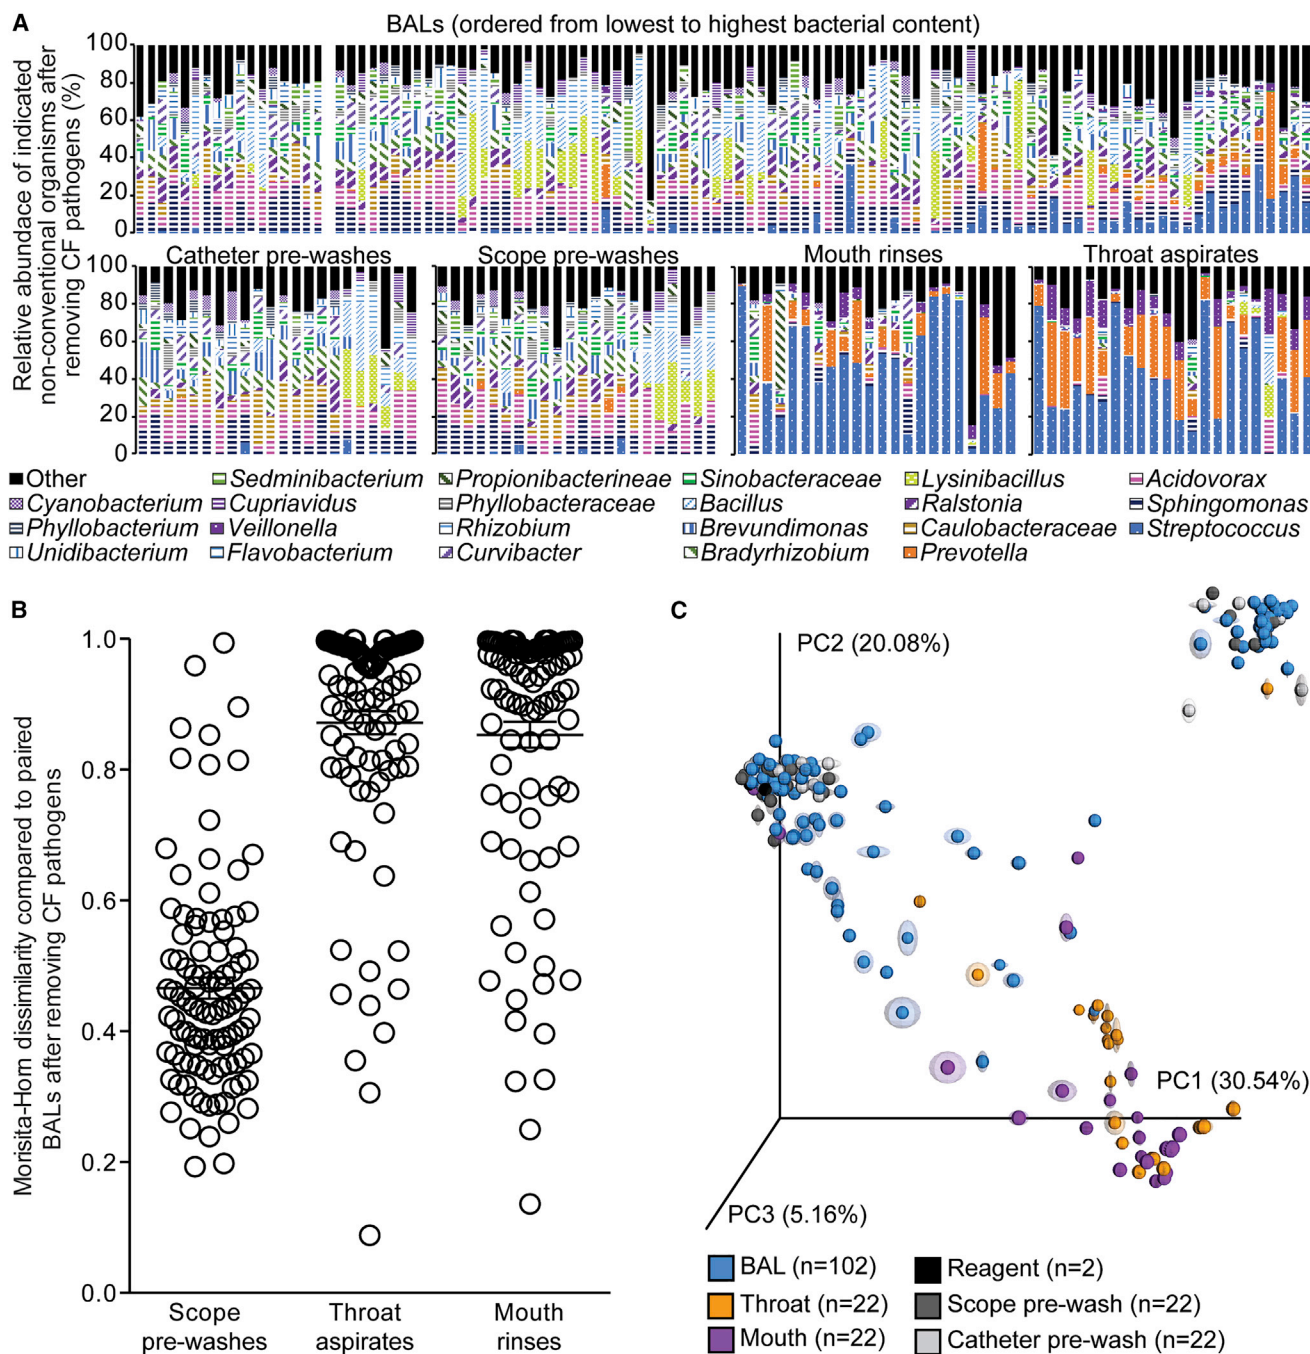 A
BALs (ordered from lowest to highest bacterial content)
Relative abundace of indicated
non-conventional organisms after
removing CF pathogens (%)
100
80
60
40
20
0
Catheter pre-washes
Scope pre-washes
Mouth rinses
Throat aspirates
100
80
60
40
20
0
Other
Sedminibacterium
Propionibacterineae
Sinobacteraceae
Lysinibacillus
Acidovorax
Cyanobacterium
Cupriavidus
Phyllobacteraceae
Bacillus
Ralstonia
Sphingomonas
Phyllobacterium
Veillonella
Rhizobium
Brevundimonas
Caulobacteraceae
Streptococcus
Unidibacterium
Flavobacterium
Curvibacter
Bradyrhizobium
Prevotella
B
Morisita-Horn dissimilarity compared to paired
BALs after removing CF pathogens
1.0
0.8
0.6
0.4
0.2
0.0
Scope
pre-washes
Throat
aspirates
Mouth
rinses
C
PC2 (20.08%)
PC1 (30.54%)
PC3 (5.16%)
BAL (n=102)
Reagent (n=2)
Throat (n=22)
Scope pre-wash (n=22)
Mouth (n=22)
Catheter pre-wash (n=22)